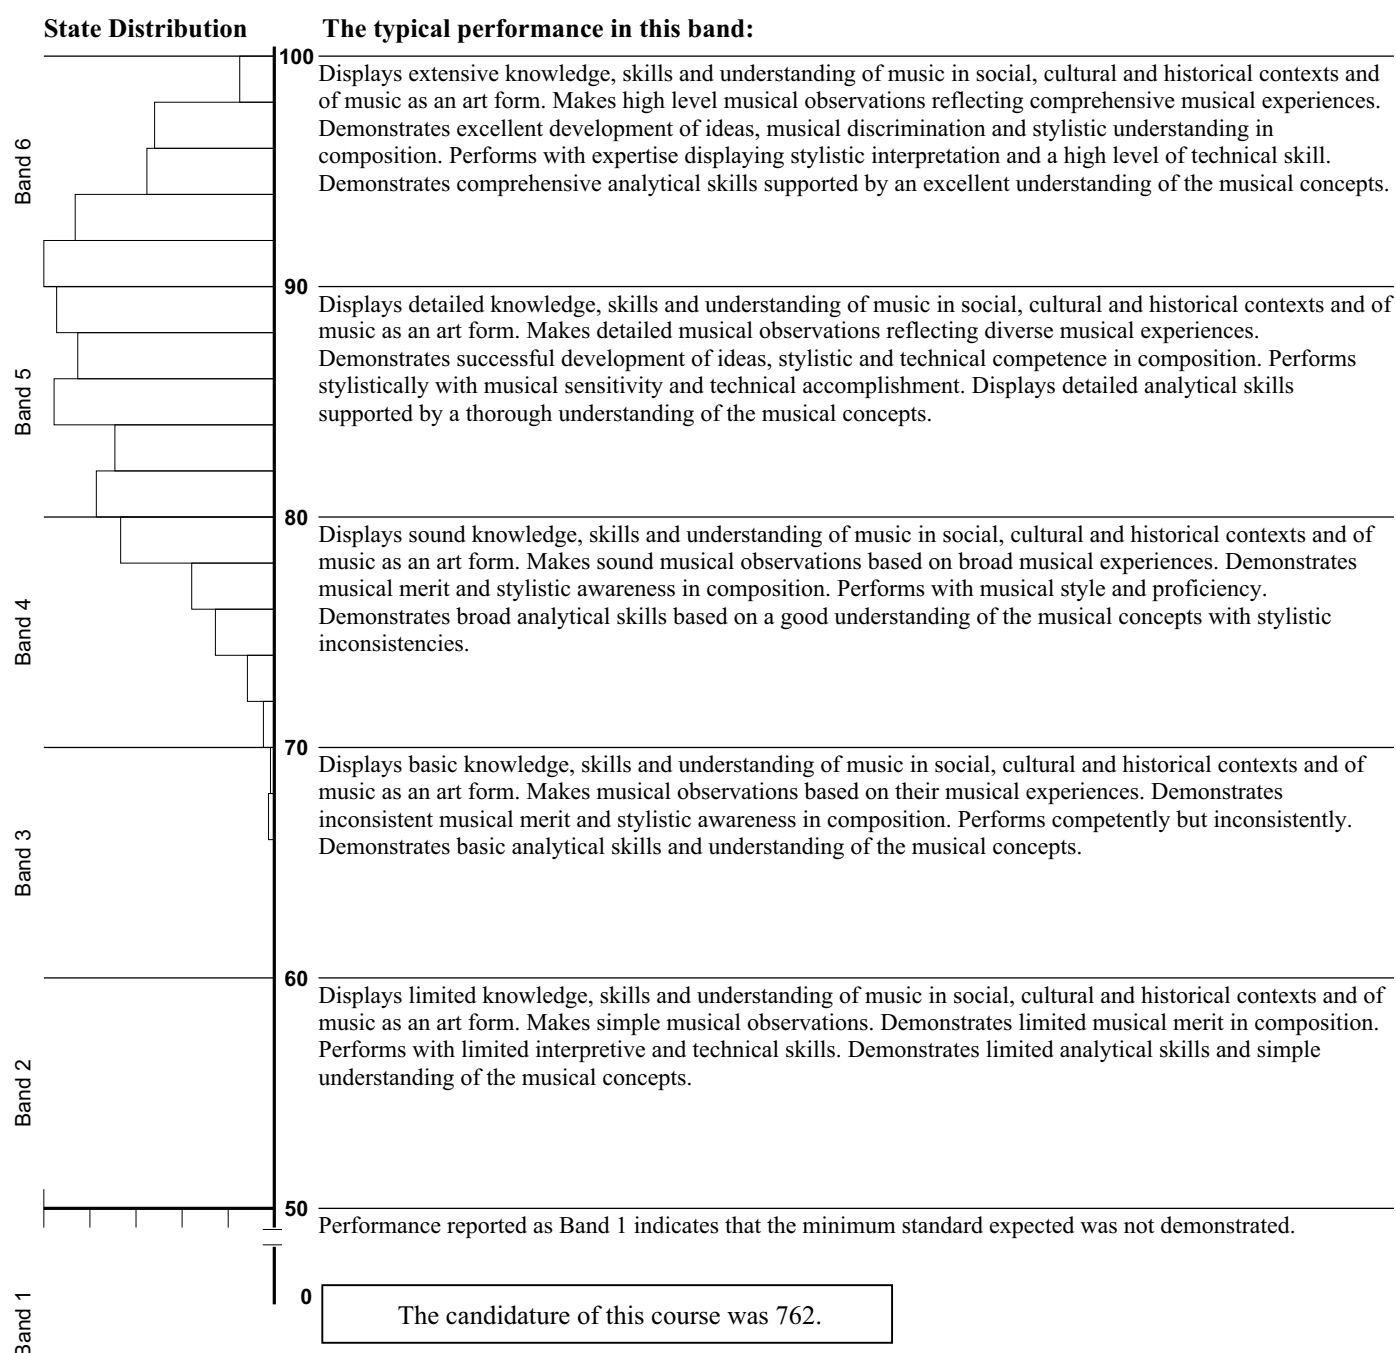 State Distribution
The typical performance in this band:
100
Displays extensive knowledge, skills and understanding of music in social, cultural and historical contexts and
of music as an art form. Makes high level musical observations reflecting comprehensive musical experiences.
Demonstrates excellent development of ideas, musical discrimination and stylistic understanding in
composition. Performs with expertise displaying stylistic interpretation and a high level of technical skill.
Demonstrates comprehensive analytical skills supported by an excellent understanding of the musical concepts.
Band 6
90
Displays detailed knowledge, skills and understanding of music in social, cultural and historical contexts and of
music as an art form. Makes detailed musical observations reflecting diverse musical experiences.
Demonstrates successful development of ideas, stylistic and technical competence in composition. Performs
stylistically with musical sensitivity and technical accomplishment. Displays detailed analytical skills
supported by a thorough understanding of the musical concepts.
Band 5
80
Displays sound knowledge, skills and understanding of music in social, cultural and historical contexts and of
music as an art form. Makes sound musical observations based on broad musical experiences. Demonstrates
musical merit and stylistic awareness in composition. Performs with musical style and proficiency.
Demonstrates broad analytical skills based on a good understanding of the musical concepts with stylistic
inconsistencies.
Band 4
70
Displays basic knowledge, skills and understanding of music in social, cultural and historical contexts and of
music as an art form. Makes musical observations based on their musical experiences. Demonstrates
inconsistent musical merit and stylistic awareness in composition. Performs competently but inconsistently.
Demonstrates basic analytical skills and understanding of the musical concepts.
Band 3
60
Displays limited knowledge, skills and understanding of music in social, cultural and historical contexts and of
music as an art form. Makes simple musical observations. Demonstrates limited musical merit in composition.
Performs with limited interpretive and technical skills. Demonstrates limited analytical skills and simple
understanding of the musical concepts.
Band 2
50
Performance reported as Band 1 indicates that the minimum standard expected was not demonstrated.
0
Band 1
The candidature of this course was 762.